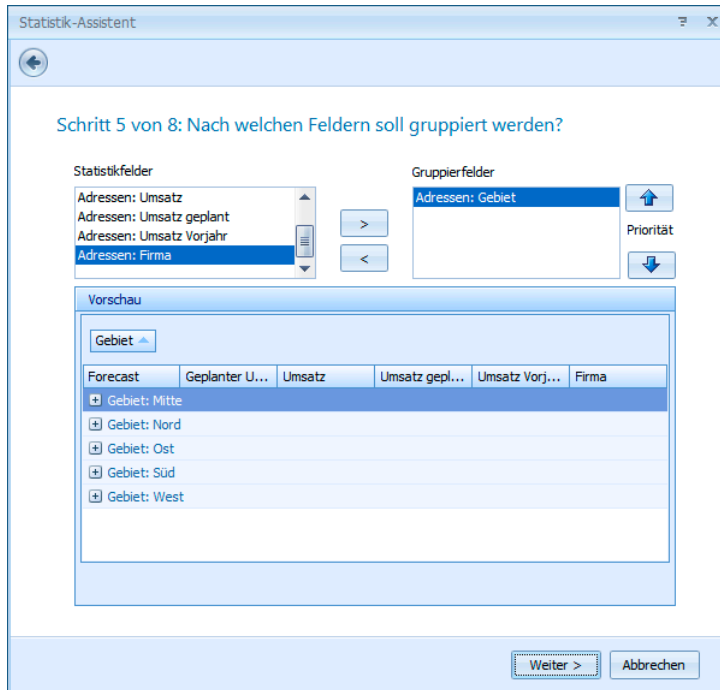 Statistik-Assistent
Schritt 5 von 8: Nach welchen Feldern soll gruppiert werden?
Statistikfelder
Gruppierfelder
Adressen: Umsatz
Adressen: Umsatz geplant
Adressen: Umsatz Vorjahr
Adressen: Firma
>
<
Adressen: Gebiet
Priorität
Vorschau
Gebiet
Forecast Geplanter U... Umsatz Umsatz gepl... Umsatz Vorj... Firma
Gebiet: Mitte
Gebiet: Nord
Gebiet: Ost
Gebiet: Süd
Gebiet: West
Weiter > Abbrechen